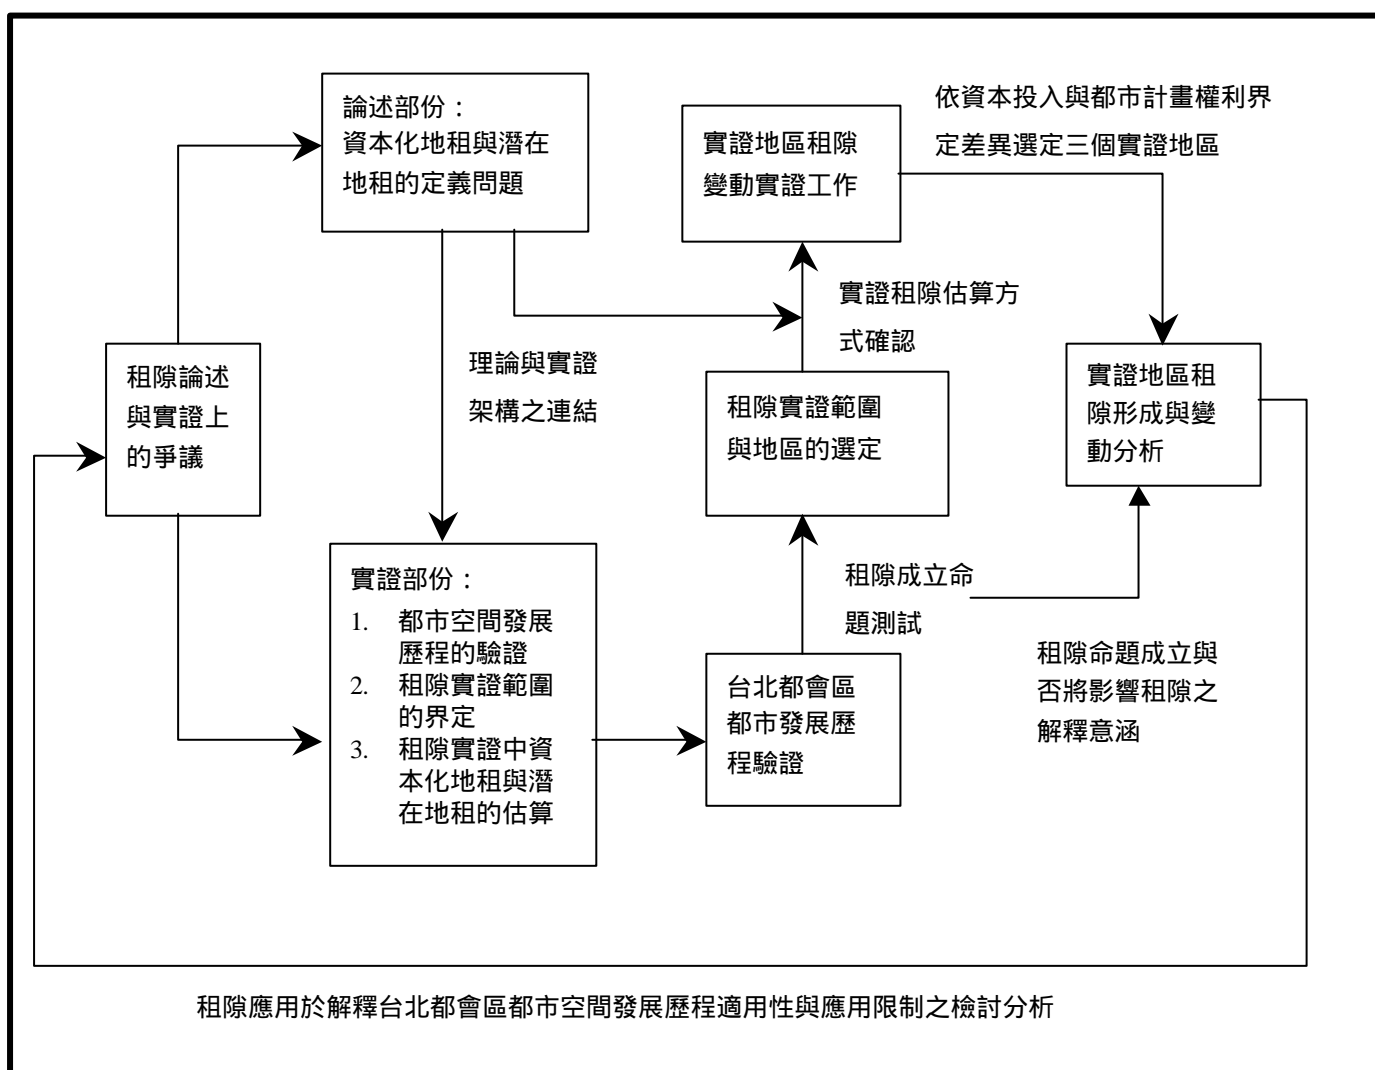 論述部份：
資本化地租與潛在
地租的定義問題
實證地區租隙
變動實證工作
依資本投入與都市計畫權利界
定差異選定三個實證地區
實證租隙估算方
式確認
理論與實證
架構之連結
租隙論述
與實證上
的爭議
租隙實證範圍
與地區的選定
實證地區租
隙形成與變
動分析
實證部份：
1. 都市空間發展
歷程的驗證
2. 租隙實證範圍
的界定
3. 租隙實證中資
本化地租與潛
在地租的估算
租隙成立命
題測試
台北都會區
都市發展歷
程驗證
租隙命題成立與
否將影響租隙之
解釋意涵
租隙應用於解釋台北都會區都市空間發展歷程適用性與應用限制之檢討分析